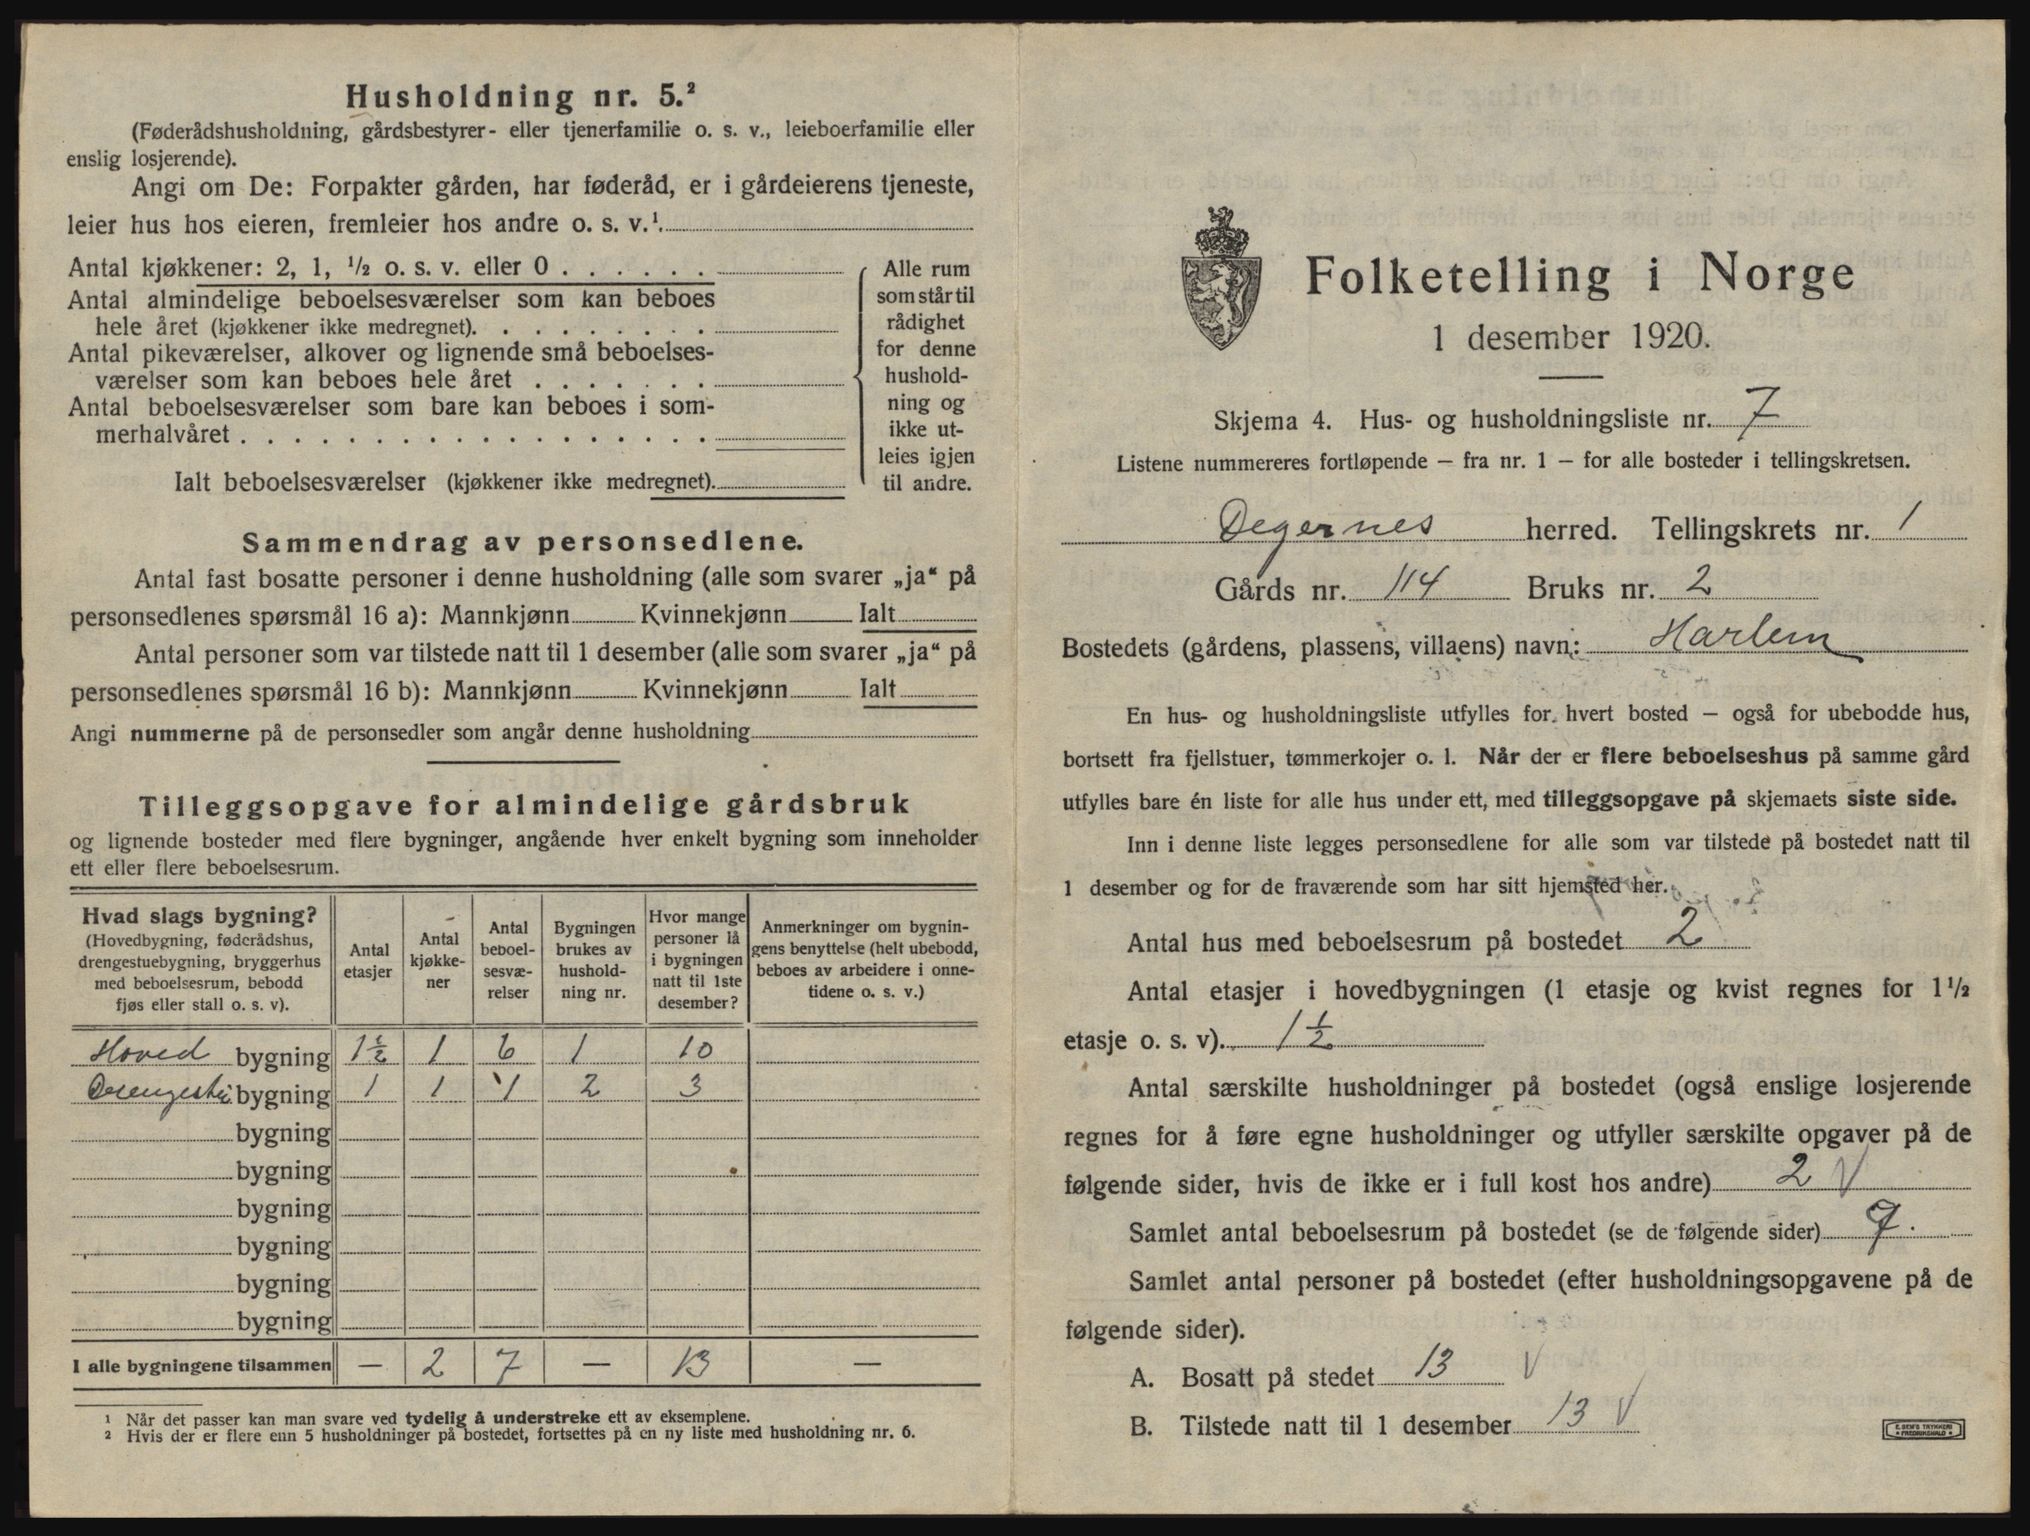 Husholdning nr. 5.²
(Føderådshusholdning, gårdsbestyrer- eller tjenerfamilie o. s. v., leieboerfamilie eller
enslig losjerende).
Angi om De: Forpakter gården, har føderåd, er i gårdeierens tjeneste,
leier hus hos eieren, fremleier hos andre o. s. v.¹.
Antal kjøkkener: 2, 1, ½ o. s. v. eller 0 . . . . . .
Antal almindelige beboelsesværelser som kan beboes
hele året (kjøkkener ikke medregnet). . . . . . . . .
Antal pikeværelser, alkover og lignende små beboelses-
værelser som kan beboes hele året . . . . . . .
Antal beboelsesværelser som bare kan beboes i som-
merhalvåret . . . . . . . . . . . . . . . . . .
Ialt beboelsesværelser (kjøkkener ikke medregnet).
Alle rum
som står til
rådighet
for denne
hushold-
ning og
ikke ut-
leies igjen
til andre.
Sammendrag av personsedlene.
Antal fast bosatte personer i denne husholdning (alle som svarer „ja“ på
personsedlenes spørsmål 16 a): Mannkjønn Kvinnekjønn Ialt
Antal personer som var tilstede natt til 1 desember (alle som svarer „ja“ på
personsedlenes spørsmål 16 b): Mannkjønn Kvinnekjønn Ialt
Angi nummerne på de personsedler som angår denne husholdning
Tilleggsopgave for almindelige gårdsbruk
og lignende bosteder med flere bygninger, angående hver enkelt bygning som inneholder
ett eller flere beboelsesrum.
Hvad slags bygning?
(Hovedbygning, føderådshus,
drengestuebygning, bryggerhus
med beboelsesrum, bebodd
fjøs eller stall o. s. v).
Antal
etasjer
Antal
kjøkke-
ner
Antal
beboel-
sesvæ-
relser
Bygningen
brukes av
hushold-
ning nr.
Hvor mange
personer lå
i bygningen
natt til 1ste
desember?
Anmerkninger om bygnin-
gens benyttelse (helt ubebodd,
beboes av arbeidere i onne-
tidene o. s. v.)
Hoved bygning 1½ 1 6 1 10
Drengestu bygning 1 1 1 2 3
bygning
bygning
bygning
bygning
bygning
bygning
I alle bygningene tilsammen — 2 7 — 13 —
¹ Når det passer kan man svare ved tydelig å understreke ett av eksemplene.
² Hvis der er flere enn 5 husholdninger på bostedet, fortsettes på en ny liste med husholdning nr. 6.
Folketelling i Norge
1 desember 1920.
Skjema 4. Hus- og husholdningsliste nr. 7
Listene nummereres fortløpende — fra nr. 1 — for alle bosteder i tellingskretsen.
Degernes herred. Tellingskrets nr. 1
Gårds nr. 114 Bruks nr. 2
Bostedets (gårdens, plassens, villaens) navn: Harlem
En hus- og husholdningsliste utfylles for hvert bosted — også for ubebodde hus,
bortsett fra fjellstuer, tømmerkojer o. l. Når der er flere beboelseshus på samme gård
utfylles bare én liste for alle hus under ett, med tilleggsopgave på skjemaets siste side.
Inn i denne liste legges personsedlene for alle som var tilstede på bostedet natt til
1 desember og for de fraværende som har sitt hjemsted her.
Antal hus med beboelsesrum på bostedet 2
Antal etasjer i hovedbygningen (1 etasje og kvist regnes for 1½
etasje o. s. v). 1½
Antal særskilte husholdninger på bostedet (også enslige losjerende
regnes for å føre egne husholdninger og utfyller særskilte opgaver på de
følgende sider, hvis de ikke er i full kost hos andre) 2 V
Samlet antal beboelsesrum på bostedet (se de følgende sider) 7.
Samlet antal personer på bostedet (efter husholdningsopgavene på de
følgende sider).
A. Bosatt på stedet 13 V
B. Tilstede natt til 1 desember 13 V
E. SEM'S TRYKKERI
FREDRIKSHALD